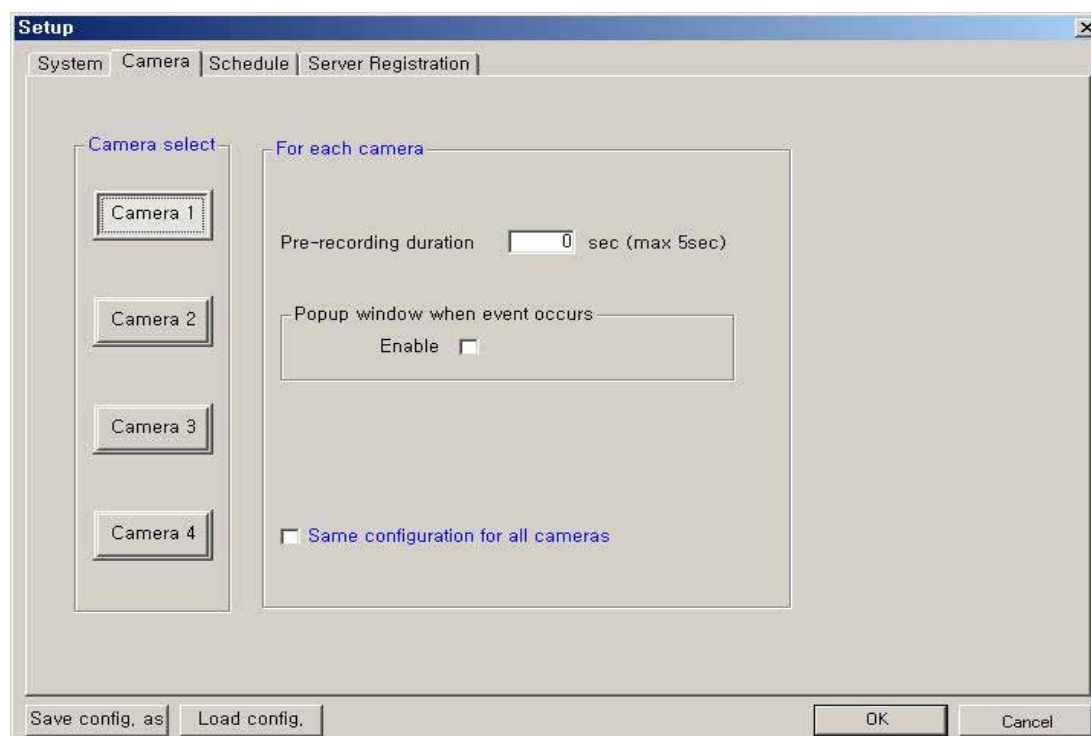 Setup
System Camera Schedule Server Registration
Camera select
Camera 1
Camera 2
Camera 3
Camera 4
For each camera
Pre-recording duration 0 sec (max 5sec)
Popup window when event occurs
Enable
Same configuration for all cameras
Save config, as Load config, OK Cancel